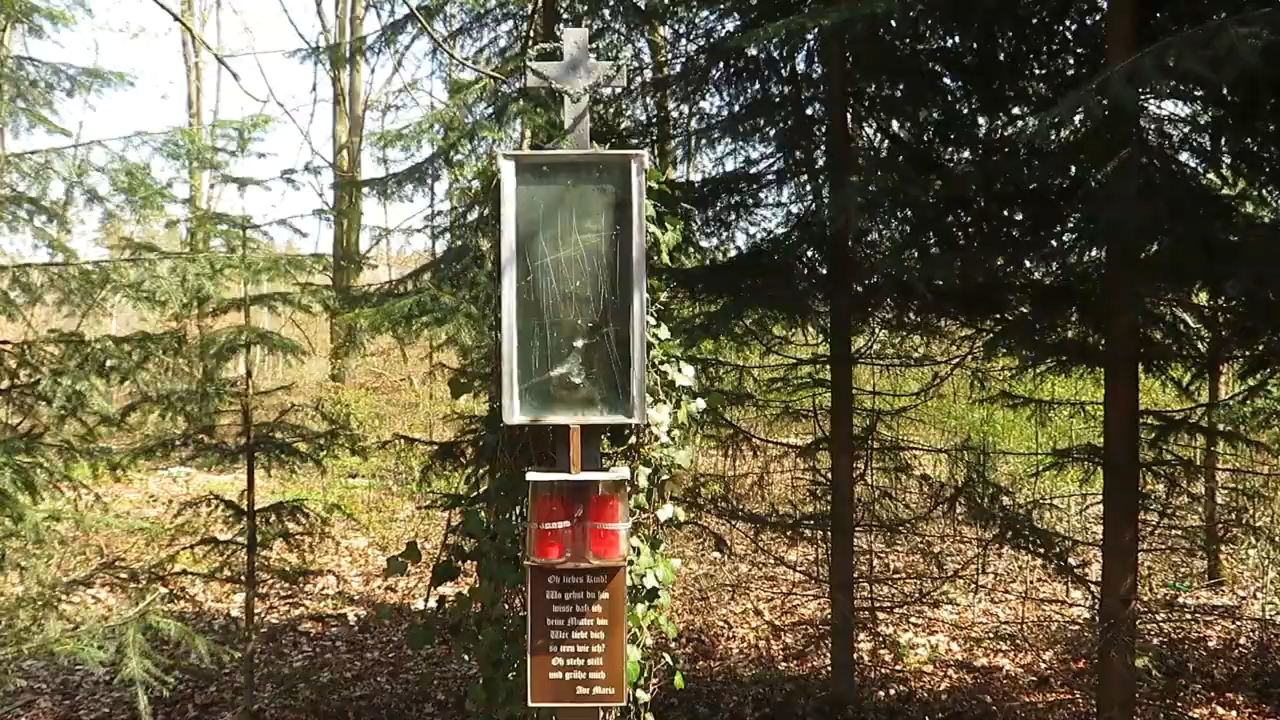 Oh liebes Kind!
Wo gehst du hin
wisse daß ich
deine Mutter bin
Wer liebt dich
so treu wie ich?
Oh stehe still
und grüße mich
Ave Maria